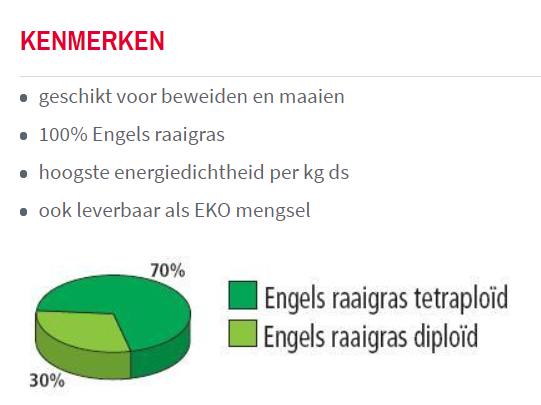 KENMERKEN
geschikt voor beweiden en maaien
100% Engels raaigras
hoogste energiedichtheid per kg ds
ook leverbaar als EKO mengsel
70%
Engels raaigras tetraploïd
Engels raaigras diploïd
30%